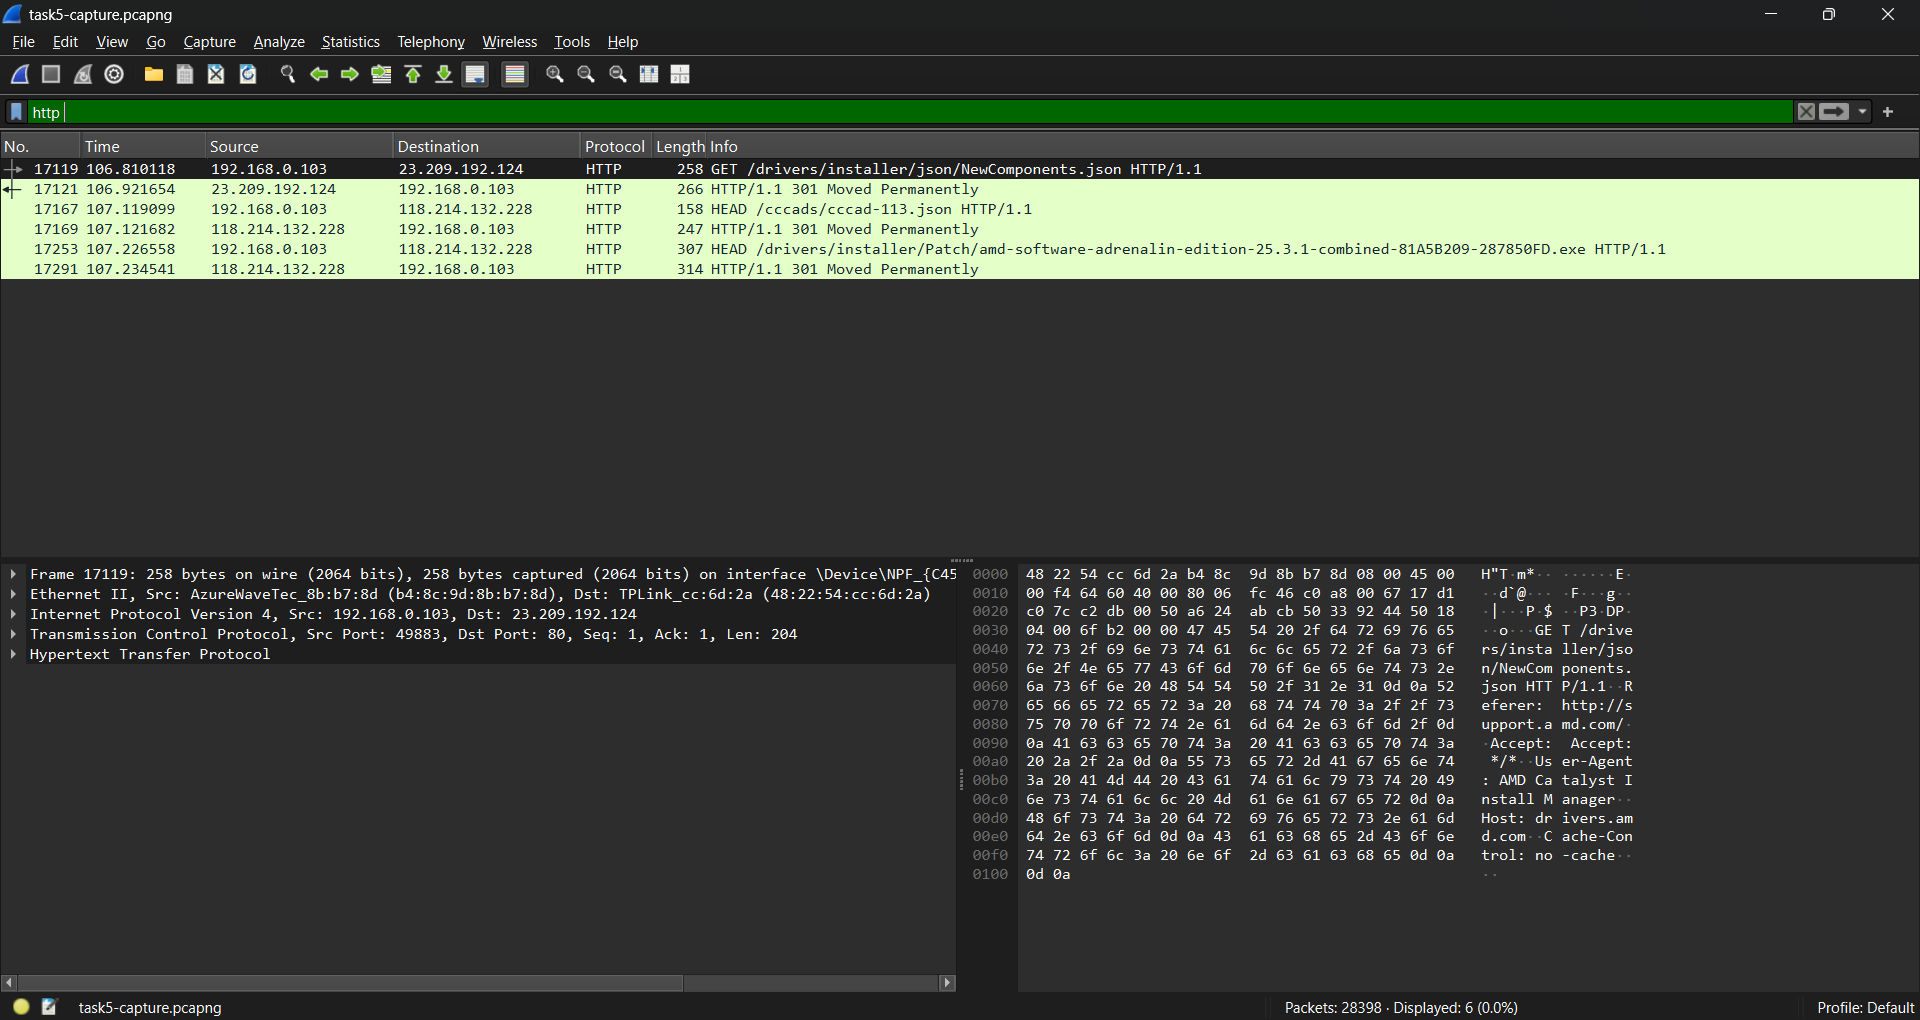 task5-capture.pcapng
File Edit View Go Capture Analyze Statistics Telephony Wireless Tools Help
http
No. Time Source Destination Protocol Length Info
17119 106.810118 192.168.0.103 23.209.192.124 HTTP 258 GET /drivers/installer/json/NewComponents.json HTTP/1.1
17121 106.921654 23.209.192.124 192.168.0.103 HTTP 266 HTTP/1.1 301 Moved Permanently
17167 107.119099 192.168.0.103 118.214.132.228 HTTP 158 HEAD /cccads/cccad-113.json HTTP/1.1
17169 107.121682 118.214.132.228 192.168.0.103 HTTP 247 HTTP/1.1 301 Moved Permanently
17253 107.226558 192.168.0.103 118.214.132.228 HTTP 307 HEAD /drivers/installer/Patch/amd-software-adrenalin-edition-25.3.1-combined-81A5B209-287850FD.exe HTTP/1.1
17291 107.234541 118.214.132.228 192.168.0.103 HTTP 314 HTTP/1.1 301 Moved Permanently
Frame 17119: 258 bytes on wire (2064 bits), 258 bytes captured (2064 bits) on interface \Device\NPF_{C45
Ethernet II, Src: AzureWaveTec_8b:b7:8d (b4:8c:9d:8b:b7:8d), Dst: TPLink_cc:6d:2a (48:22:54:cc:6d:2a)
Internet Protocol Version 4, Src: 192.168.0.103, Dst: 23.209.192.124
Transmission Control Protocol, Src Port: 49883, Dst Port: 80, Seq: 1, Ack: 1, Len: 204
Hypertext Transfer Protocol
0000 48 22 54 cc 6d 2a b4 8c 9d 8b b7 8d 08 00 45 00 H"T·m*·· ······E·
0010 00 f4 64 60 40 00 80 06 fc 46 c0 a8 00 67 17 d1 ··d`@··· ·F···g··
0020 c0 7c c2 db 00 50 a6 24 ab cb 50 33 92 44 50 18 ·|···P·$ ··P3·DP·
0030 04 00 6f b2 00 00 47 45 54 20 2f 64 72 69 76 65 ··o···GE T /drive
0040 72 73 2f 69 6e 73 74 61 6c 6c 65 72 2f 6a 73 6f rs/insta ller/jso
0050 6e 2f 4e 65 77 43 6f 6d 70 6f 6e 65 6e 74 73 2e n/NewCom ponents.
0060 6a 73 6f 6e 20 48 54 54 50 2f 31 2e 31 0d 0a 52 json HTT P/1.1··R
0070 65 66 65 72 65 72 3a 20 68 74 74 70 3a 2f 2f 73 eferer: http://s
0080 75 70 70 6f 72 74 2e 61 6d 64 2e 63 6f 6d 2f 0d upport.a md.com/·
0090 0a 41 63 63 65 70 74 3a 20 41 63 63 65 70 74 3a ·Accept: Accept:
00a0 20 2a 2f 2a 0d 0a 55 73 65 72 2d 41 67 65 6e 74 */*··Us er-Agent
00b0 3a 20 41 4d 44 20 43 61 74 61 6c 79 73 74 20 49 : AMD Ca talyst I
00c0 6e 73 74 61 6c 6c 20 4d 61 6e 61 67 65 72 0d 0a nstall M anager··
00d0 48 6f 73 74 3a 20 64 72 69 76 65 72 73 2e 61 6d Host: dr ivers.am
00e0 64 2e 63 6f 6d 0d 0a 43 61 63 68 65 2d 43 6f 6e d.com··C ache-Con
00f0 74 72 6f 6c 3a 20 6e 6f 2d 63 61 63 68 65 0d 0a trol: no -cache··
0100 0d 0a ··
task5-capture.pcapng Packets: 28398 · Displayed: 6 (0.0%) Profile: Default